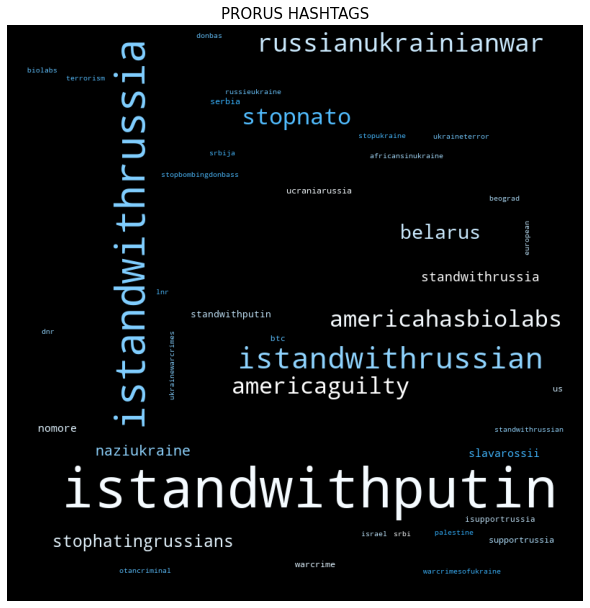 PRORUS HASHTAGS
donbas
russianukrainianwar
biolabs
terrorism
istandwithrussia
russieukraine
serbia
stopnato
stopukraine
ukraineterror
srbija
africansinukraine
stopbombingdonbass
ucraniarussia
beograd
belarus
european
standwithrussia
lnr
standwithputin
americahasbiolabs
dnr
ukrainewarcrimes
btc
istandwithrussian
americaguilty
us
nomore
standwithrussian
naziukraine
slavarossii
istandwithputin
isupportrussia
stophatingrussians
israel
srbi
palestine
supportrussia
warcrime
otancriminal
warcrimesofukraine